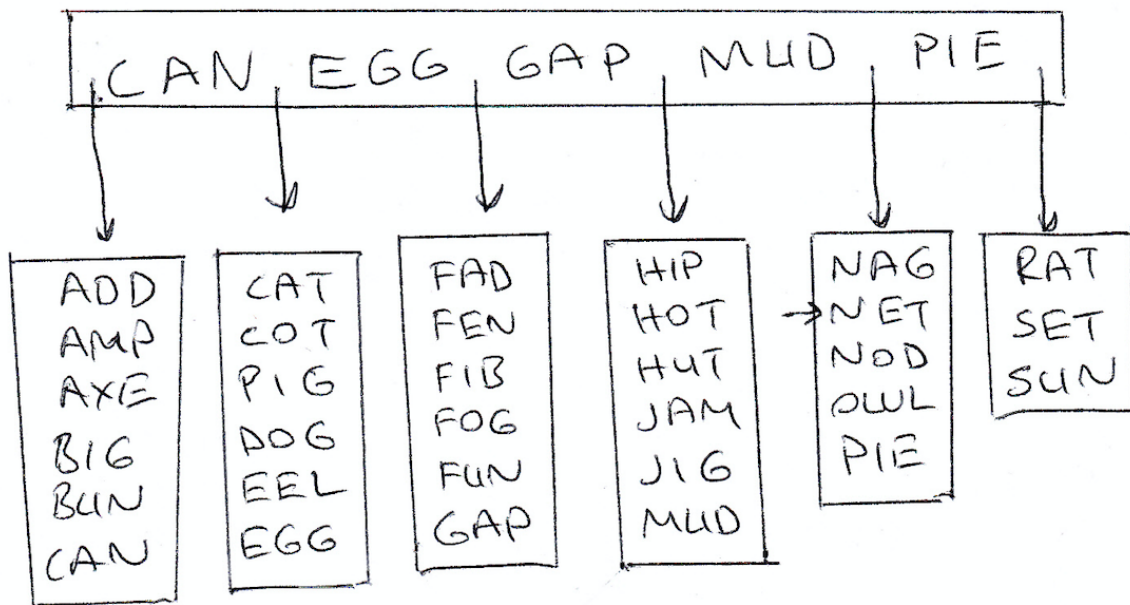 CAN EGG GAP MUD PIE
ADD
AMP
AXE
BIG
BUN
CAN
CAT
COT
PIG
DOG
EEL
EGG
FAD
FEN
FIB
FOG
FUN
GAP
HIP
HOT
HUT
JAM
JIG
MUD
NAG
NET
NOD
OWL
PIE
RAT
SET
SUN